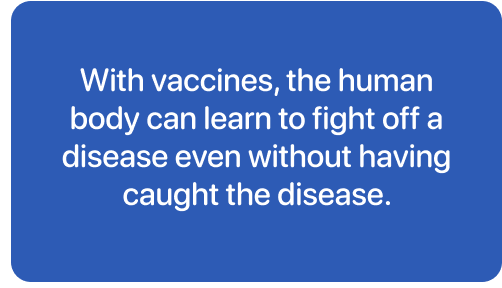 With vaccines, the human
body can learn to fight off a
disease even without having
caught the disease.